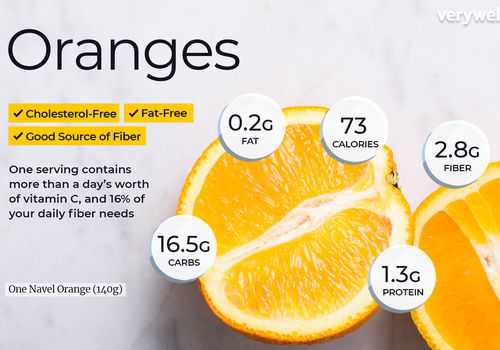 Oranges
✓ Cholesterol-Free ✓ Fat-Free
✓ Good Source of Fiber
One serving contains
more than a day's worth
of vitamin C, and 16% of
your daily fiber needs
One Navel Orange (140g)
0.2G
FAT
73
CALORIES
2.8G
FIBER
16.5G
CARBS
1.3G
PROTEIN